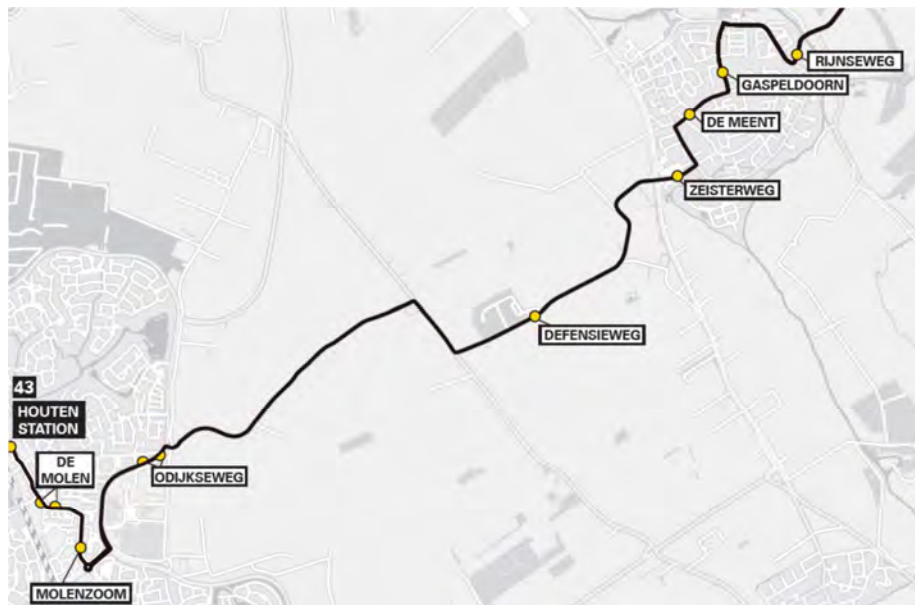 RIJNSEWEG
GASPELDOORN
DE MEENT
ZEISTERWEG
DEFENSIEWEG
43
HOUTEN
STATION
DE
MOLEN
ODIJKSEWEG
MOLENZOOM